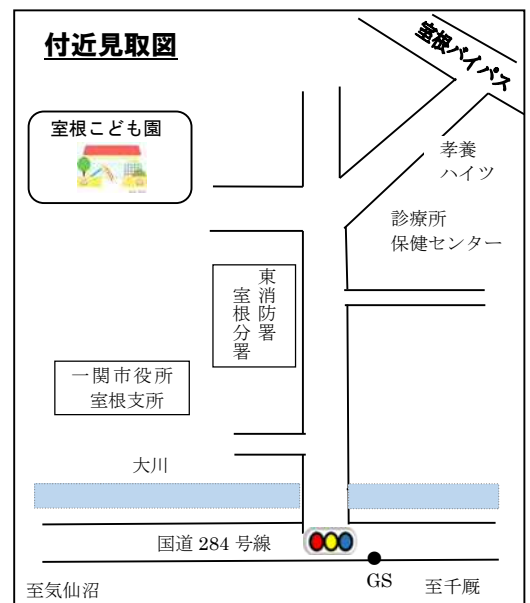 付近見取図
室根バイパス
室根こども園
孝養
ハイツ
診療所
保健センター
東消防署
室根分署
一関市役所
室根支所
大川
国道 284 号線
GS
至気仙沼
至千厩